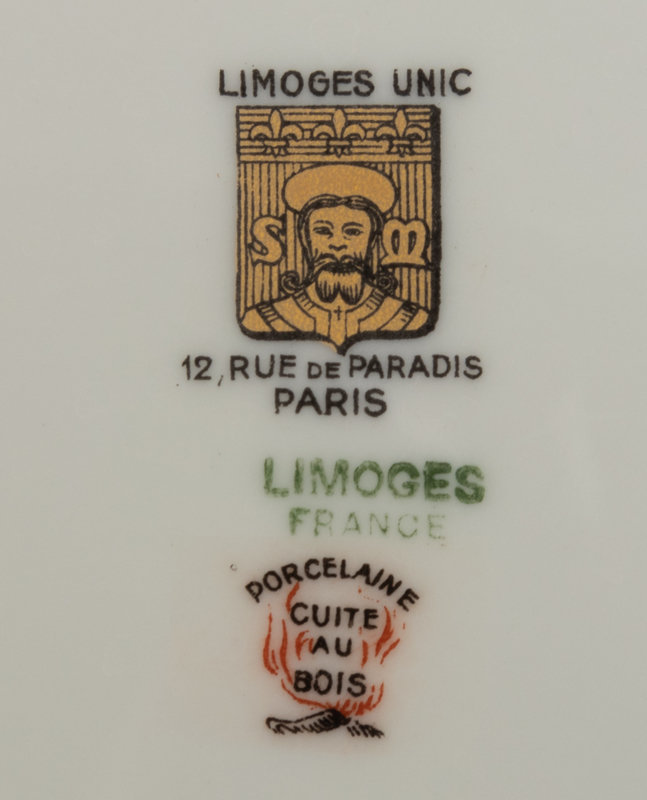 LIMOGES UNIC
S M
12, RUE DE PARADIS
PARIS
LIMOGES
FRANCE
PORCELAINE
CUITE
AU
BOIS